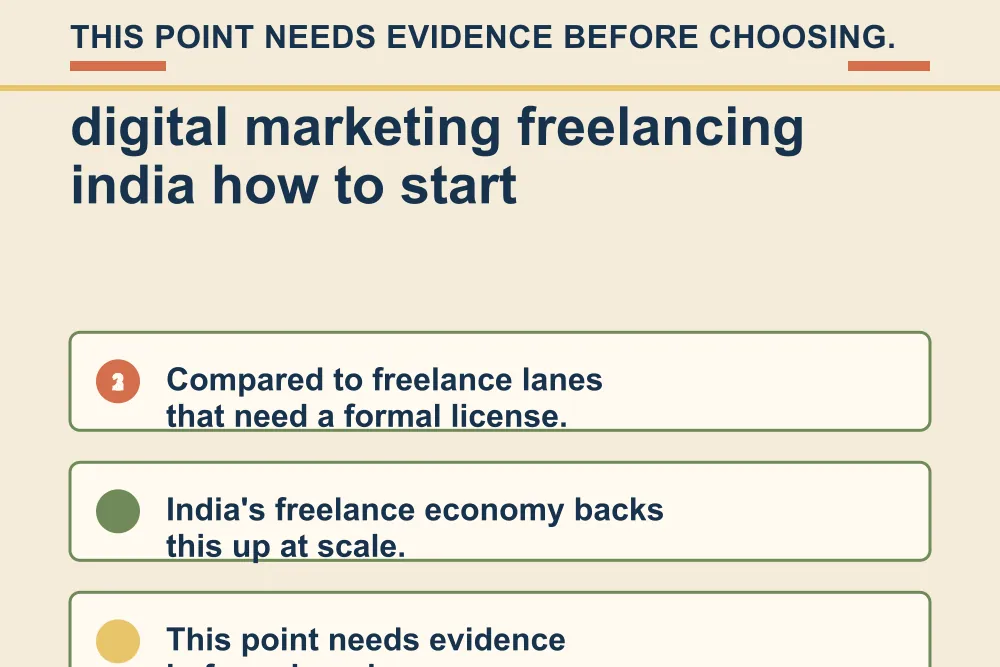 THIS POINT NEEDS EVIDENCE BEFORE CHOOSING.
digital marketing freelancing
india how to start
Compared to freelance lanes
that need a formal license.
India's freelance economy backs
this up at scale.
This point needs evidence